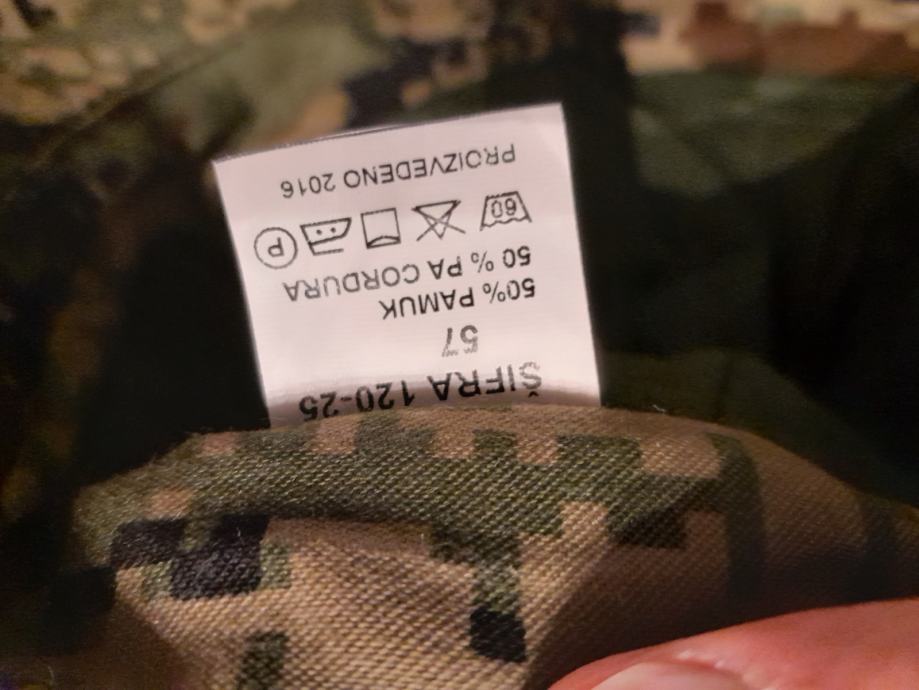 ŠIFRA 120-25
57
50% PAMUK
50 % PA CORDURA
60 P
PROIZVEDENO 2016